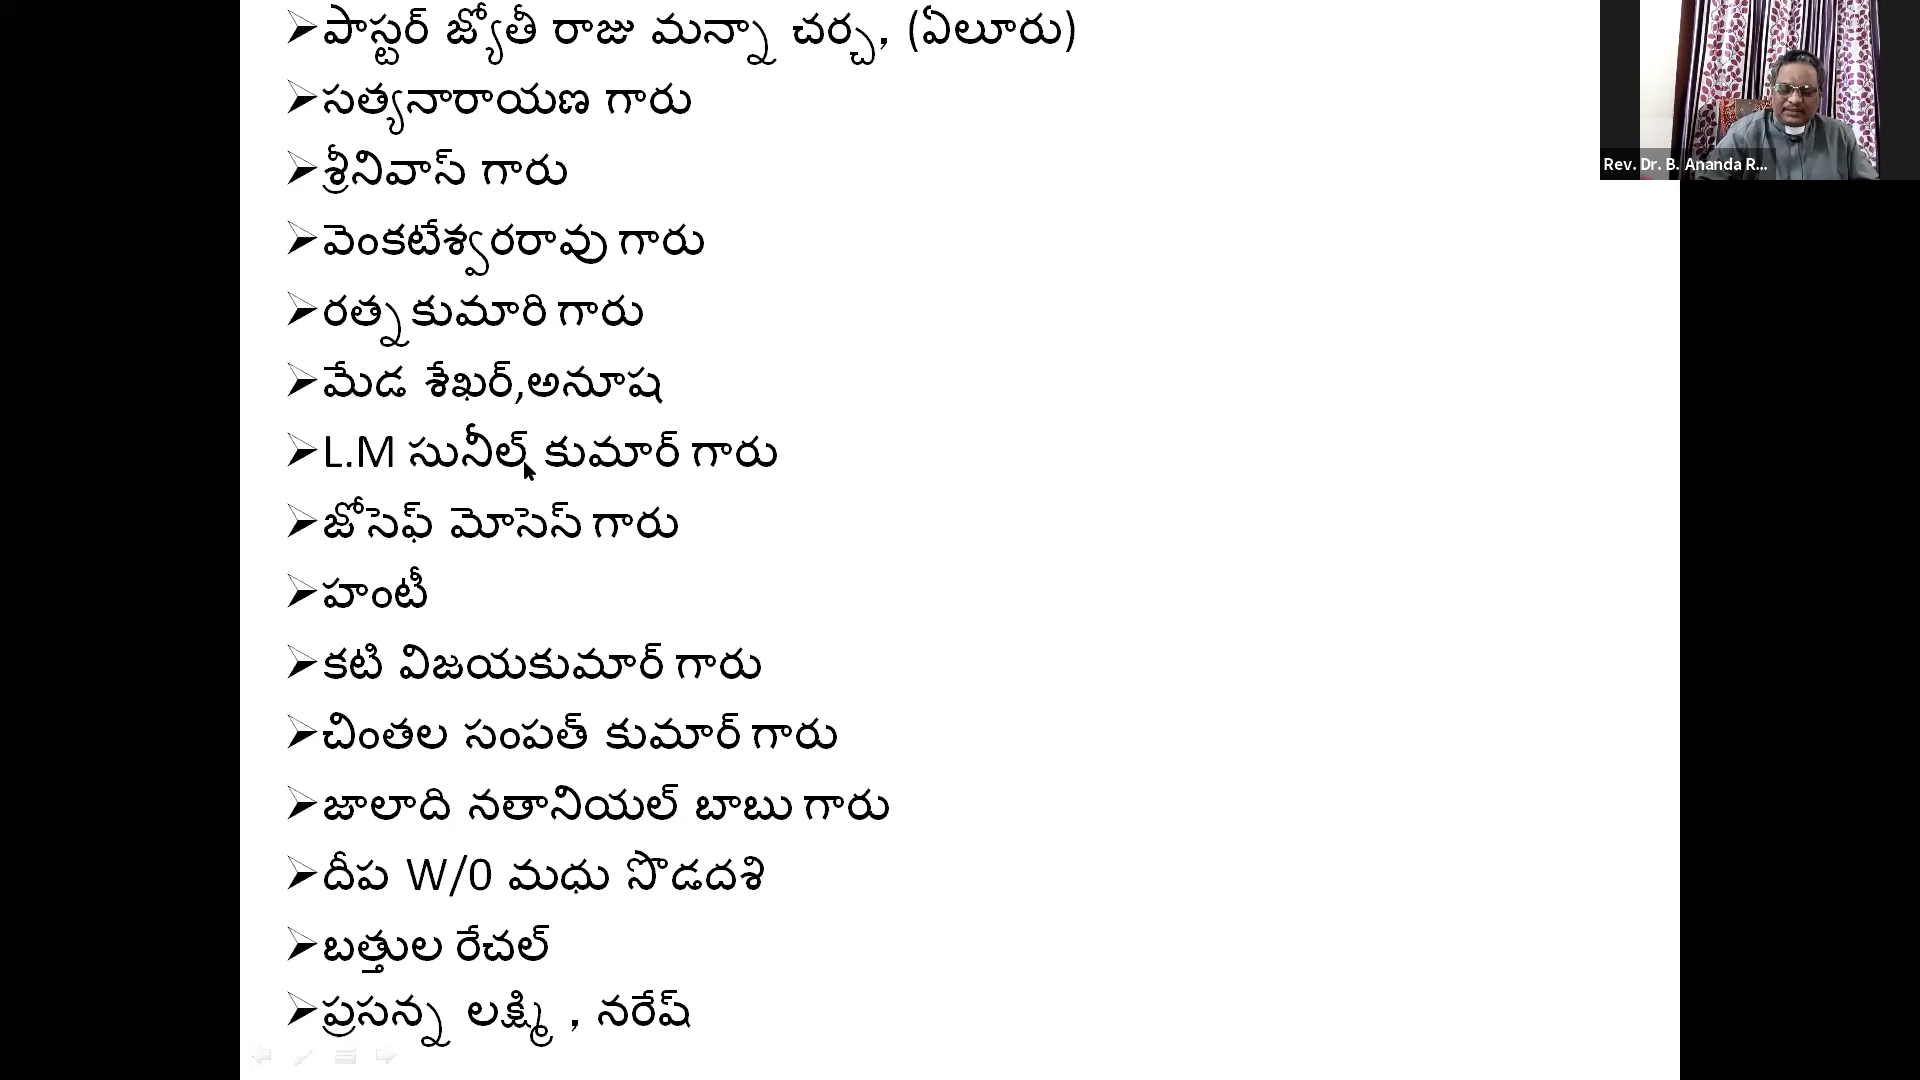 ➢పాస్టర్ జ్యోతీ రాజు మన్నా చర్చ, (ఏలూరు)
➢సత్యనారాయణ గారు
➢శ్రీనివాస్ గారు
➢వెంకటేశ్వరరావు గారు
➢రత్న కుమారి గారు
➢మేడ శేఖర్,అనూష
➢L.M సునీల్ కుమార్ గారు
➢జోసెఫ్ మోసెస్ గారు
➢హంటీ
➢కటి విజయకుమార్ గారు
➢చింతల సంపత్ కుమార్ గారు
➢జాలాది నతానియల్ బాబు గారు
➢దీప W/0 మధు సొడదశి
➢బత్తుల రేచల్
➢ప్రసన్న లక్ష్మి , నరేష్
Rev. Dr. B. Ananda R...